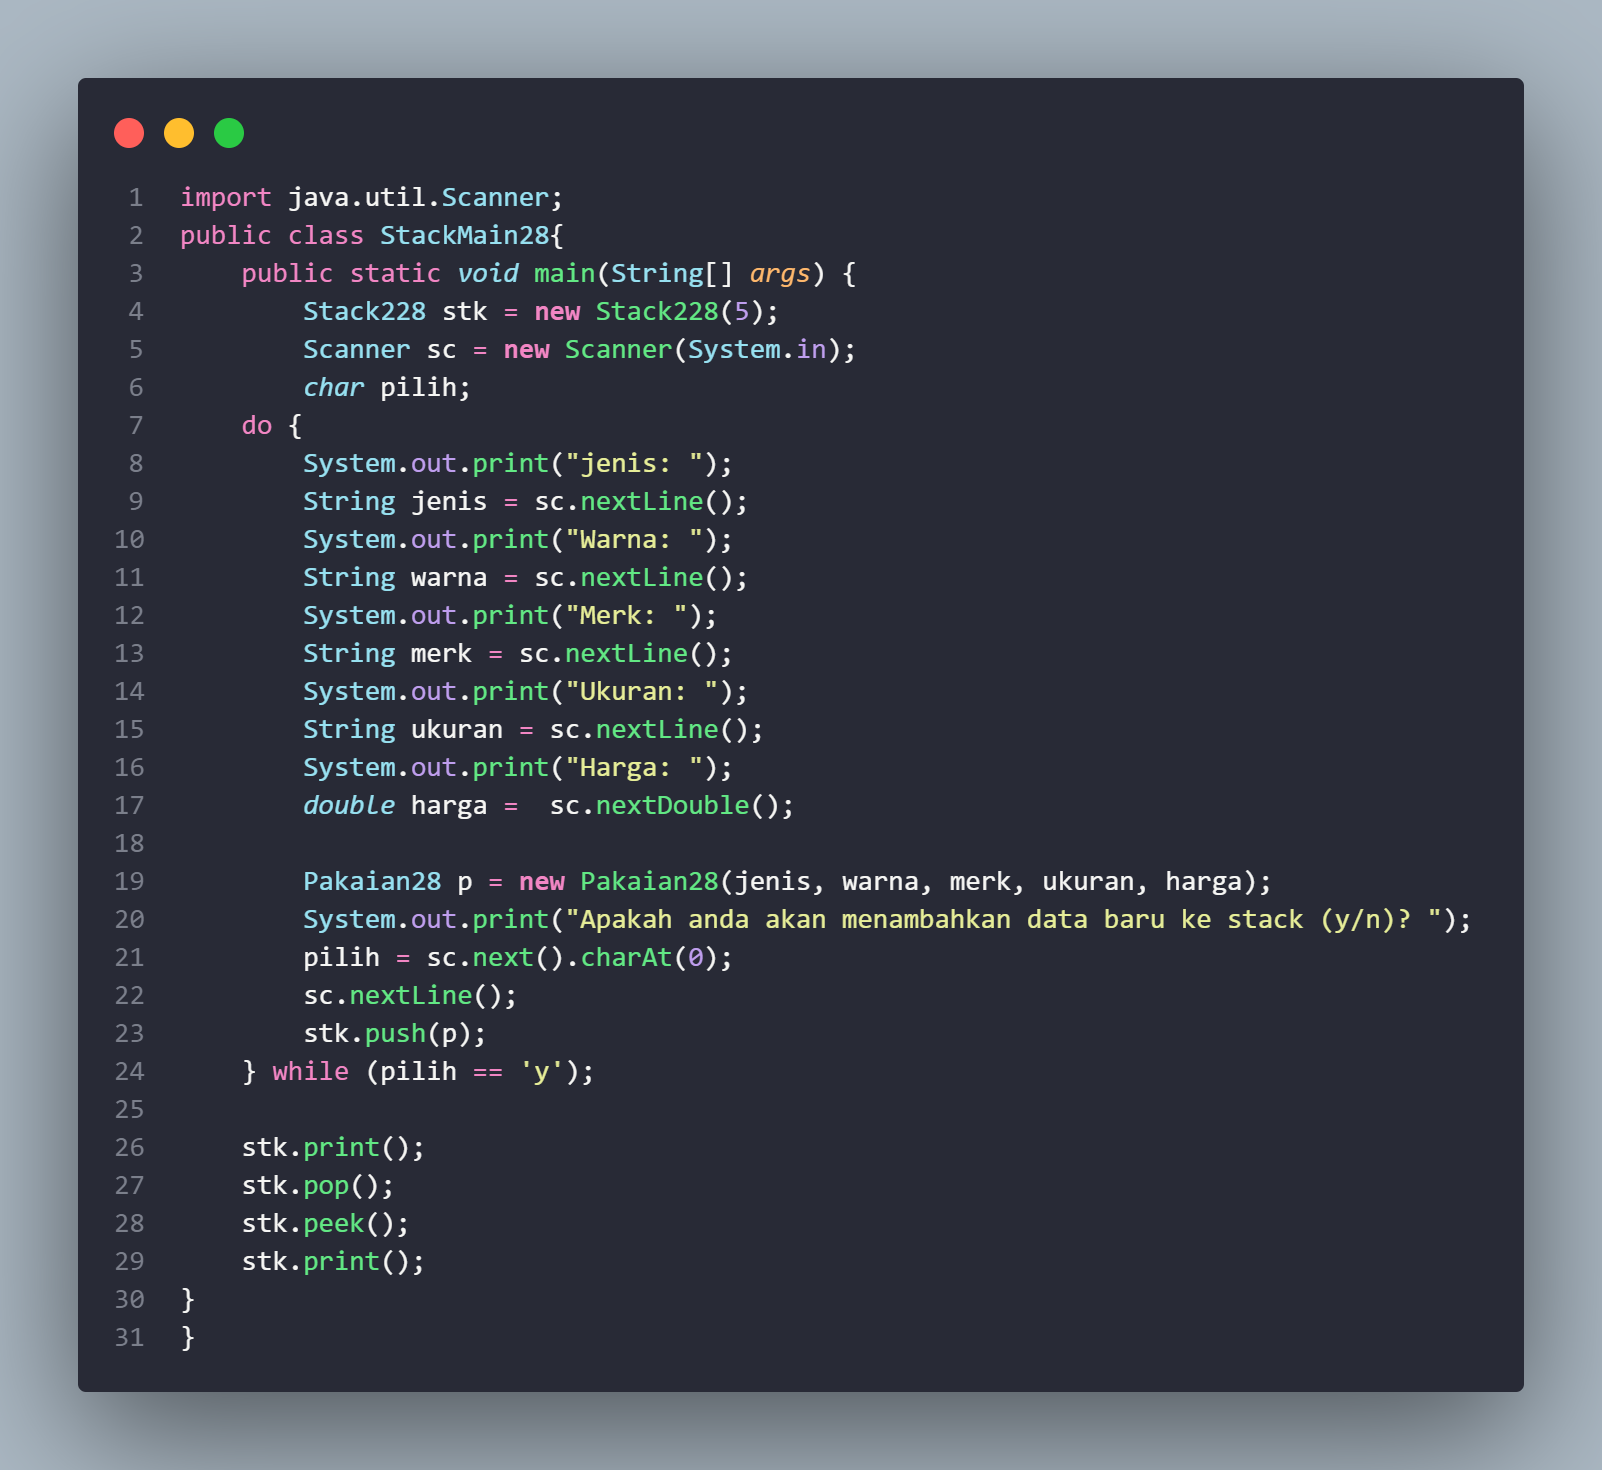 1 import java.util.Scanner;
2 public class StackMain28{
3     public static void main(String[] args) {
4         Stack228 stk = new Stack228(5);
5         Scanner sc = new Scanner(System.in);
6         char pilih;
7     do {
8         System.out.print("jenis: ");
9         String jenis = sc.nextLine();
10         System.out.print("Warna: ");
11         String warna = sc.nextLine();
12         System.out.print("Merk: ");
13         String merk = sc.nextLine();
14         System.out.print("Ukuran: ");
15         String ukuran = sc.nextLine();
16         System.out.print("Harga: ");
17         double harga =  sc.nextDouble();
18
19         Pakaian28 p = new Pakaian28(jenis, warna, merk, ukuran, harga);
20         System.out.print("Apakah anda akan menambahkan data baru ke stack (y/n)? ");
21         pilih = sc.next().charAt(0);
22         sc.nextLine();
23         stk.push(p);
24     } while (pilih == 'y');
25
26     stk.print();
27     stk.pop();
28     stk.peek();
29     stk.print();
30 }
31 }